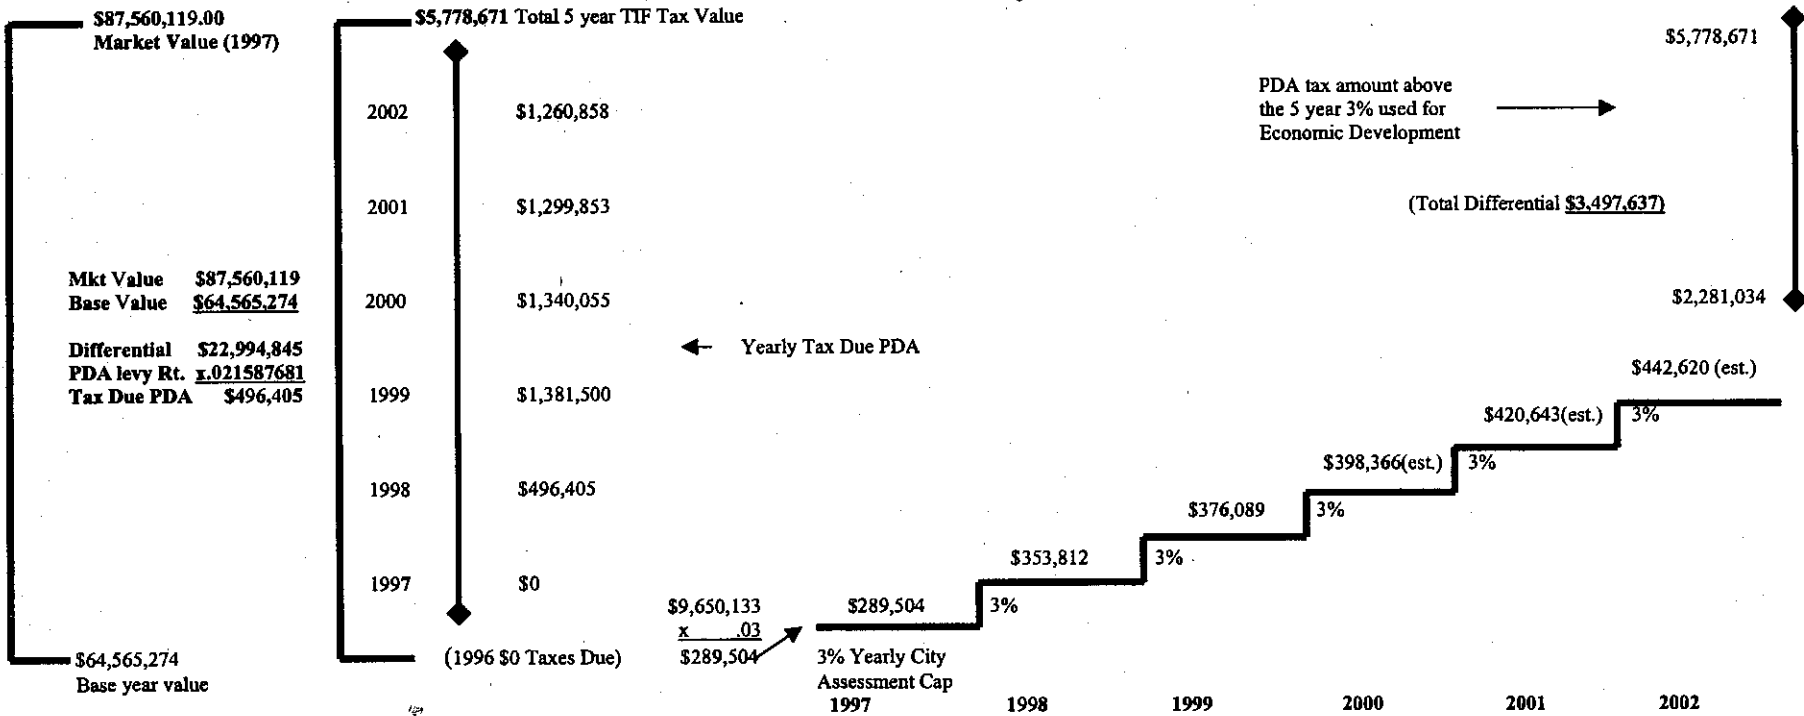 $87,560,119.00
Market Value (1997)
$5,778,671 Total 5 year TIF Tax Value
2002 $1,260,858
2001 $1,299,853
2000 $1,340,055
1999 $1,381,500
1998 $496,405
1997 $0
(1996 $0 Taxes Due)
Mkt Value $87,560,119
Base Value $64,565,274
Differential $22,994,845
PDA levy Rt. x.021587681
Tax Due PDA $496,405
$64,565,274
Base year value
Yearly Tax Due PDA
$5,778,671
PDA tax amount above
the 5 year 3% used for
Economic Development
(Total Differential $3,497,637)
$2,281,034
$442,620 (est.)
$420,643(est.) 3%
$398,366(est.) 3%
$376,089 3%
$353,812 3%
$289,504 3%
$9,650,133
x .03
$289,504
3% Yearly City
Assessment Cap
1997 1998 1999 2000 2001 2002